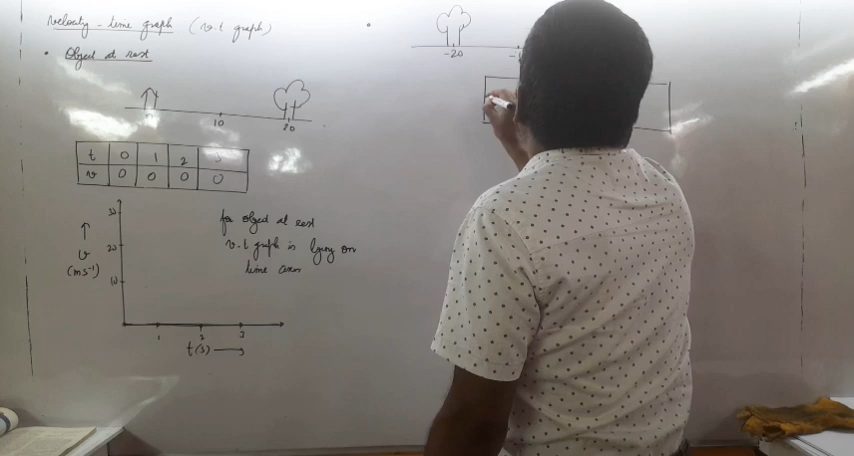 Velocity - time graph (v.t graph)
• Object at rest
10
20
t 0 1 2 3
v 0 0 0 0
30
20
10
↑
v
(ms⁻¹)
for object at rest
v.t graph is lying on
time axis
1 2 3
t(s) →
-20